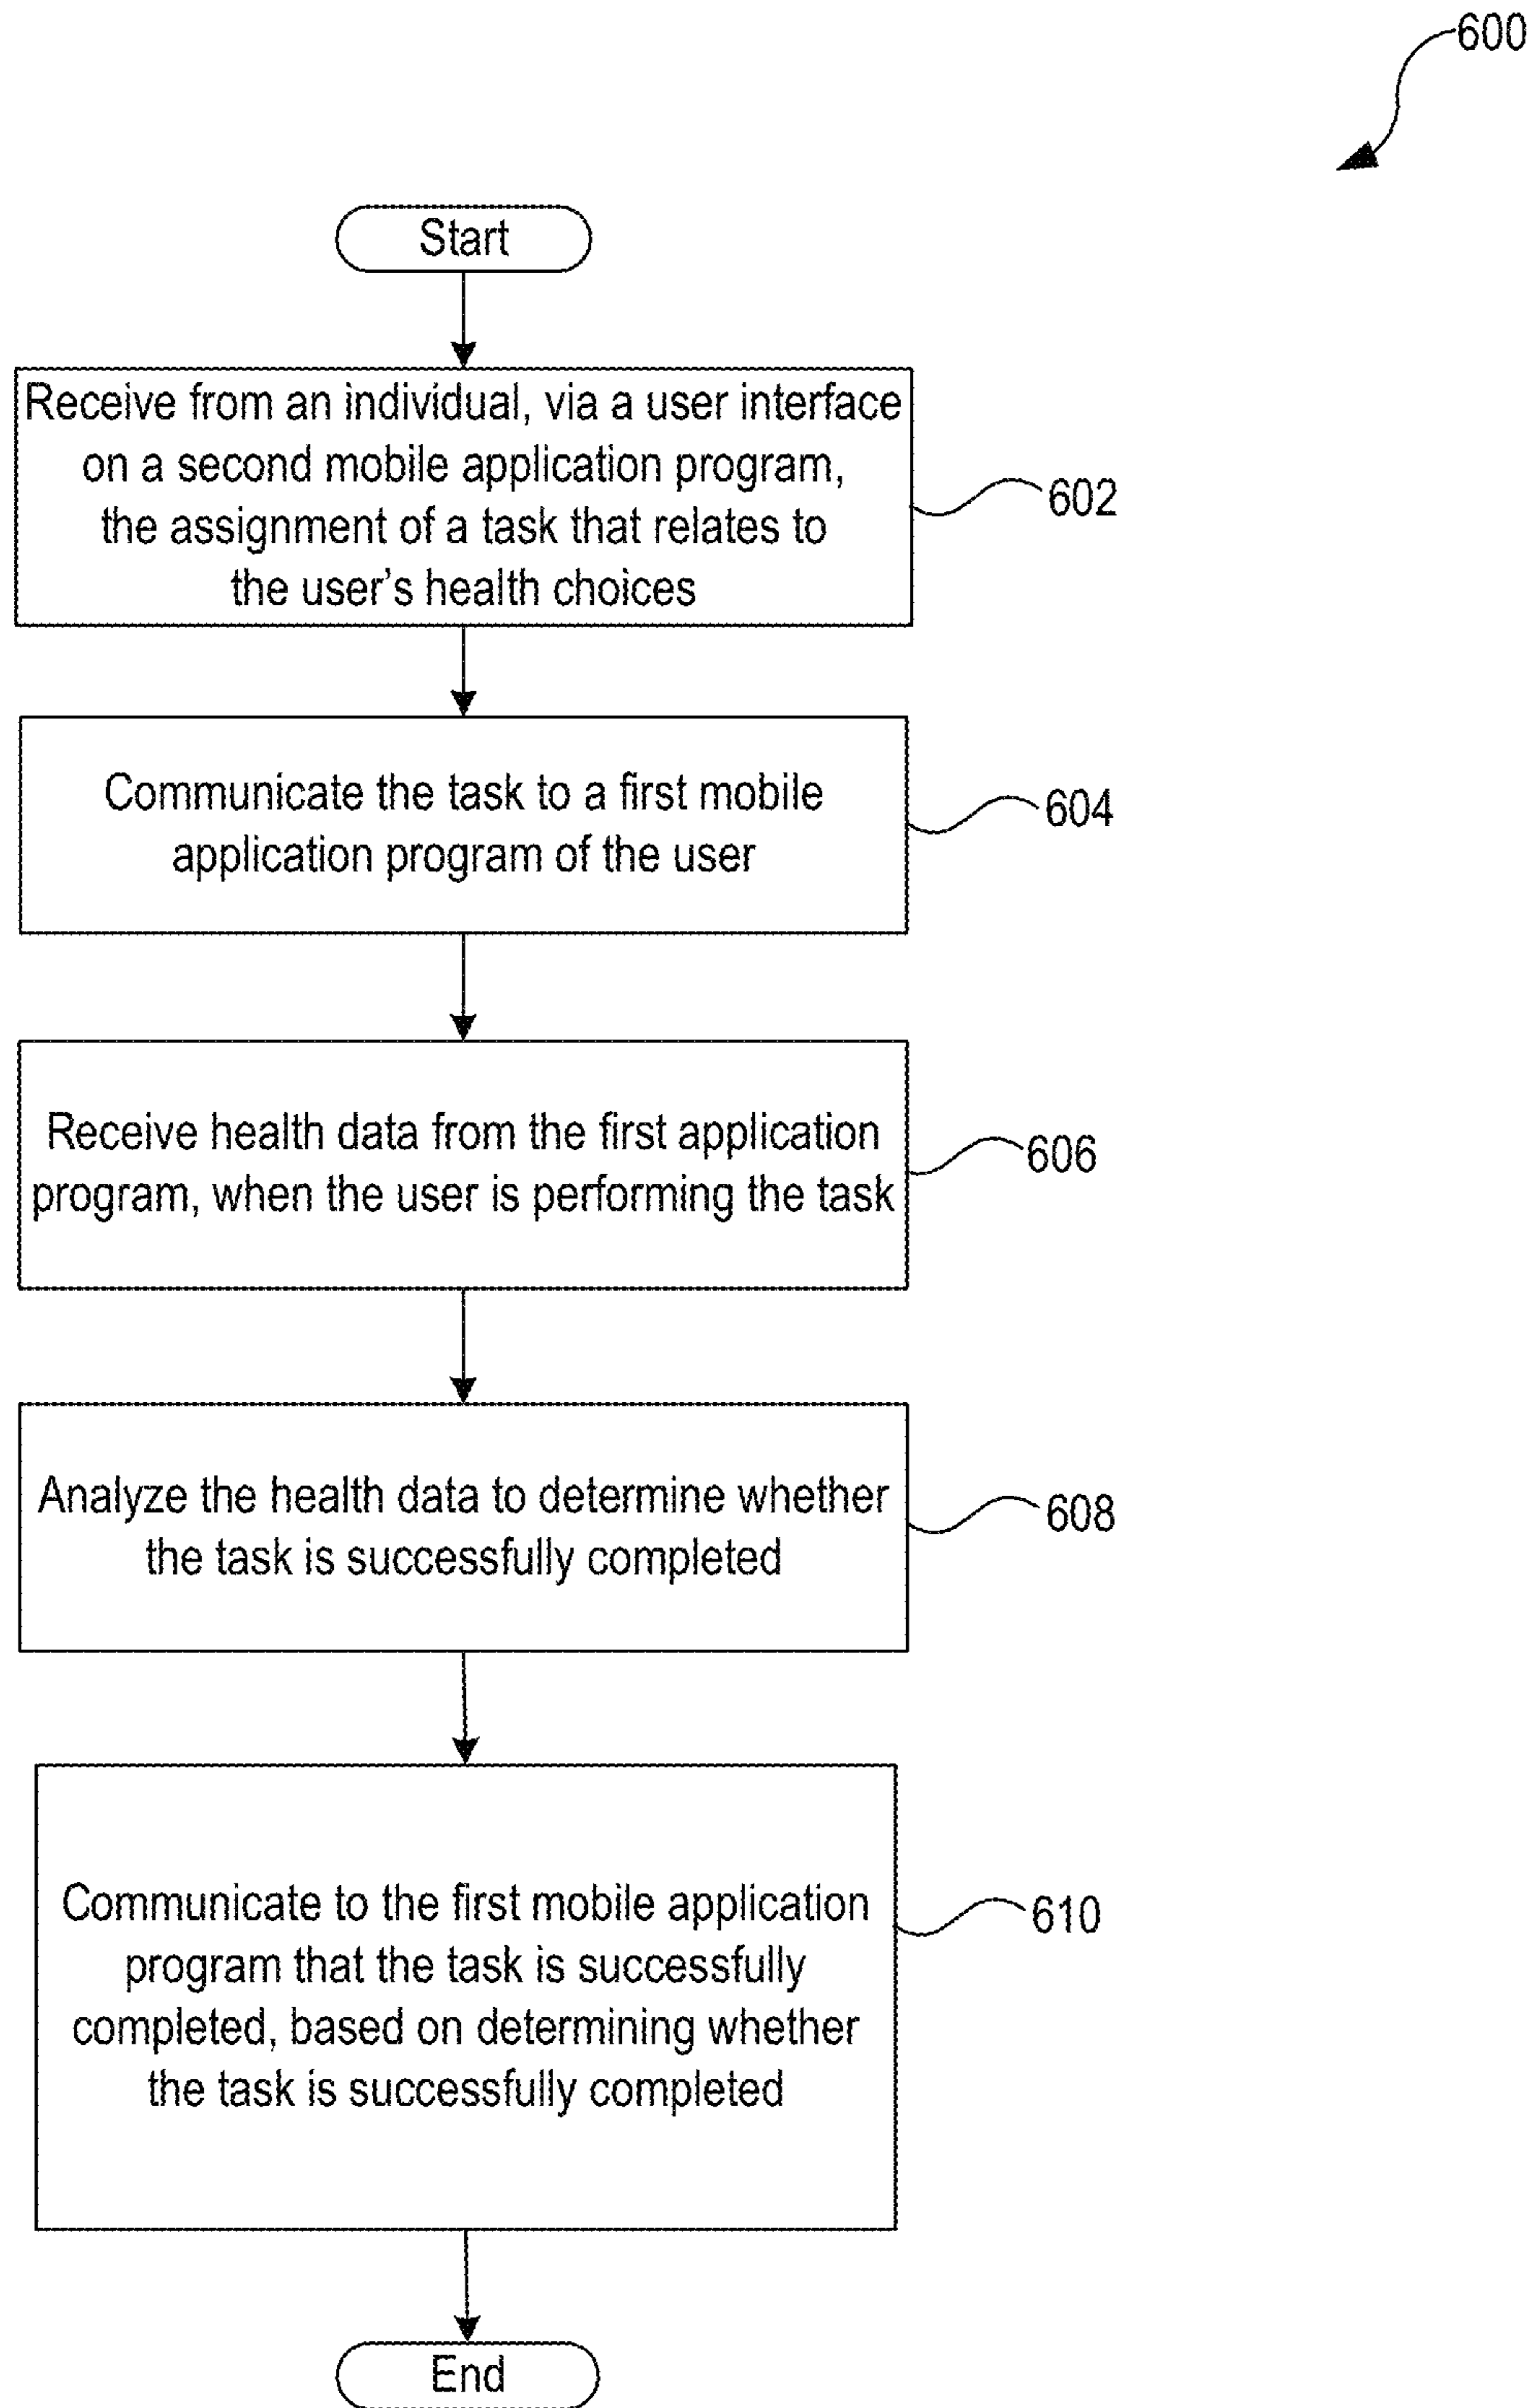 600
Start
Receive from an individual, via a user interface
on a second mobile application program,
the assignment of a task that relates to
the user's health choices
602
Communicate the task to a first mobile
application program of the user
604
Receive health data from the first application
program, when the user is performing the task
606
Analyze the health data to determine whether
the task is successfully completed
608
Communicate to the first mobile application
program that the task is successfully
completed, based on determining whether
the task is successfully completed
610
End